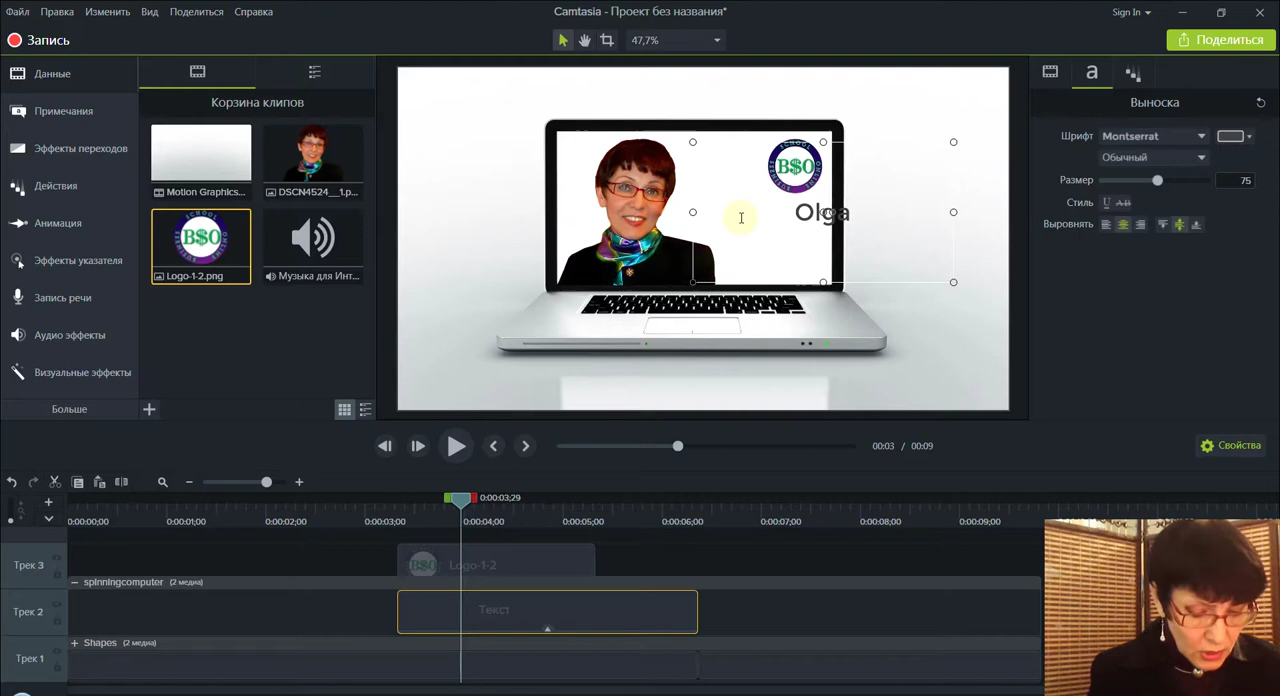 Файл Правка Изменить Вид Поделиться Справка
Camtasia - Проект без названия*
Sign In
Запись
47,7%
Поделиться
Данные
Примечания
Эффекты переходов
Действия
Анимация
Эффекты указателя
Запись речи
Аудио эффекты
Визуальные эффекты
Больше
Корзина клипов
Motion Graphics...
DSCN4524___1.p...
B$O
Logo-1-2.png
Музыка для Инт...
SCHOOL
B$O
ONLINE
BUSINESS
Olga
a
Выноска
Шрифт Montserrat
Обычный
Размер 75
Стиль U AB
Выровнять
00:03 / 00:09
Свойства
0:00:03;29
0:00:00;00 0:00:01;00 0:00:02;00 0:00:03;00 0:00:04;00 0:00:05;00 0:00:06;00 0:00:07;00 0:00:08;00 0:00:09;00
Трек 3
B$O Logo-1-2
spinningcomputer (2 медиа)
Трек 2
Текст
Shapes (2 медиа)
Трек 1